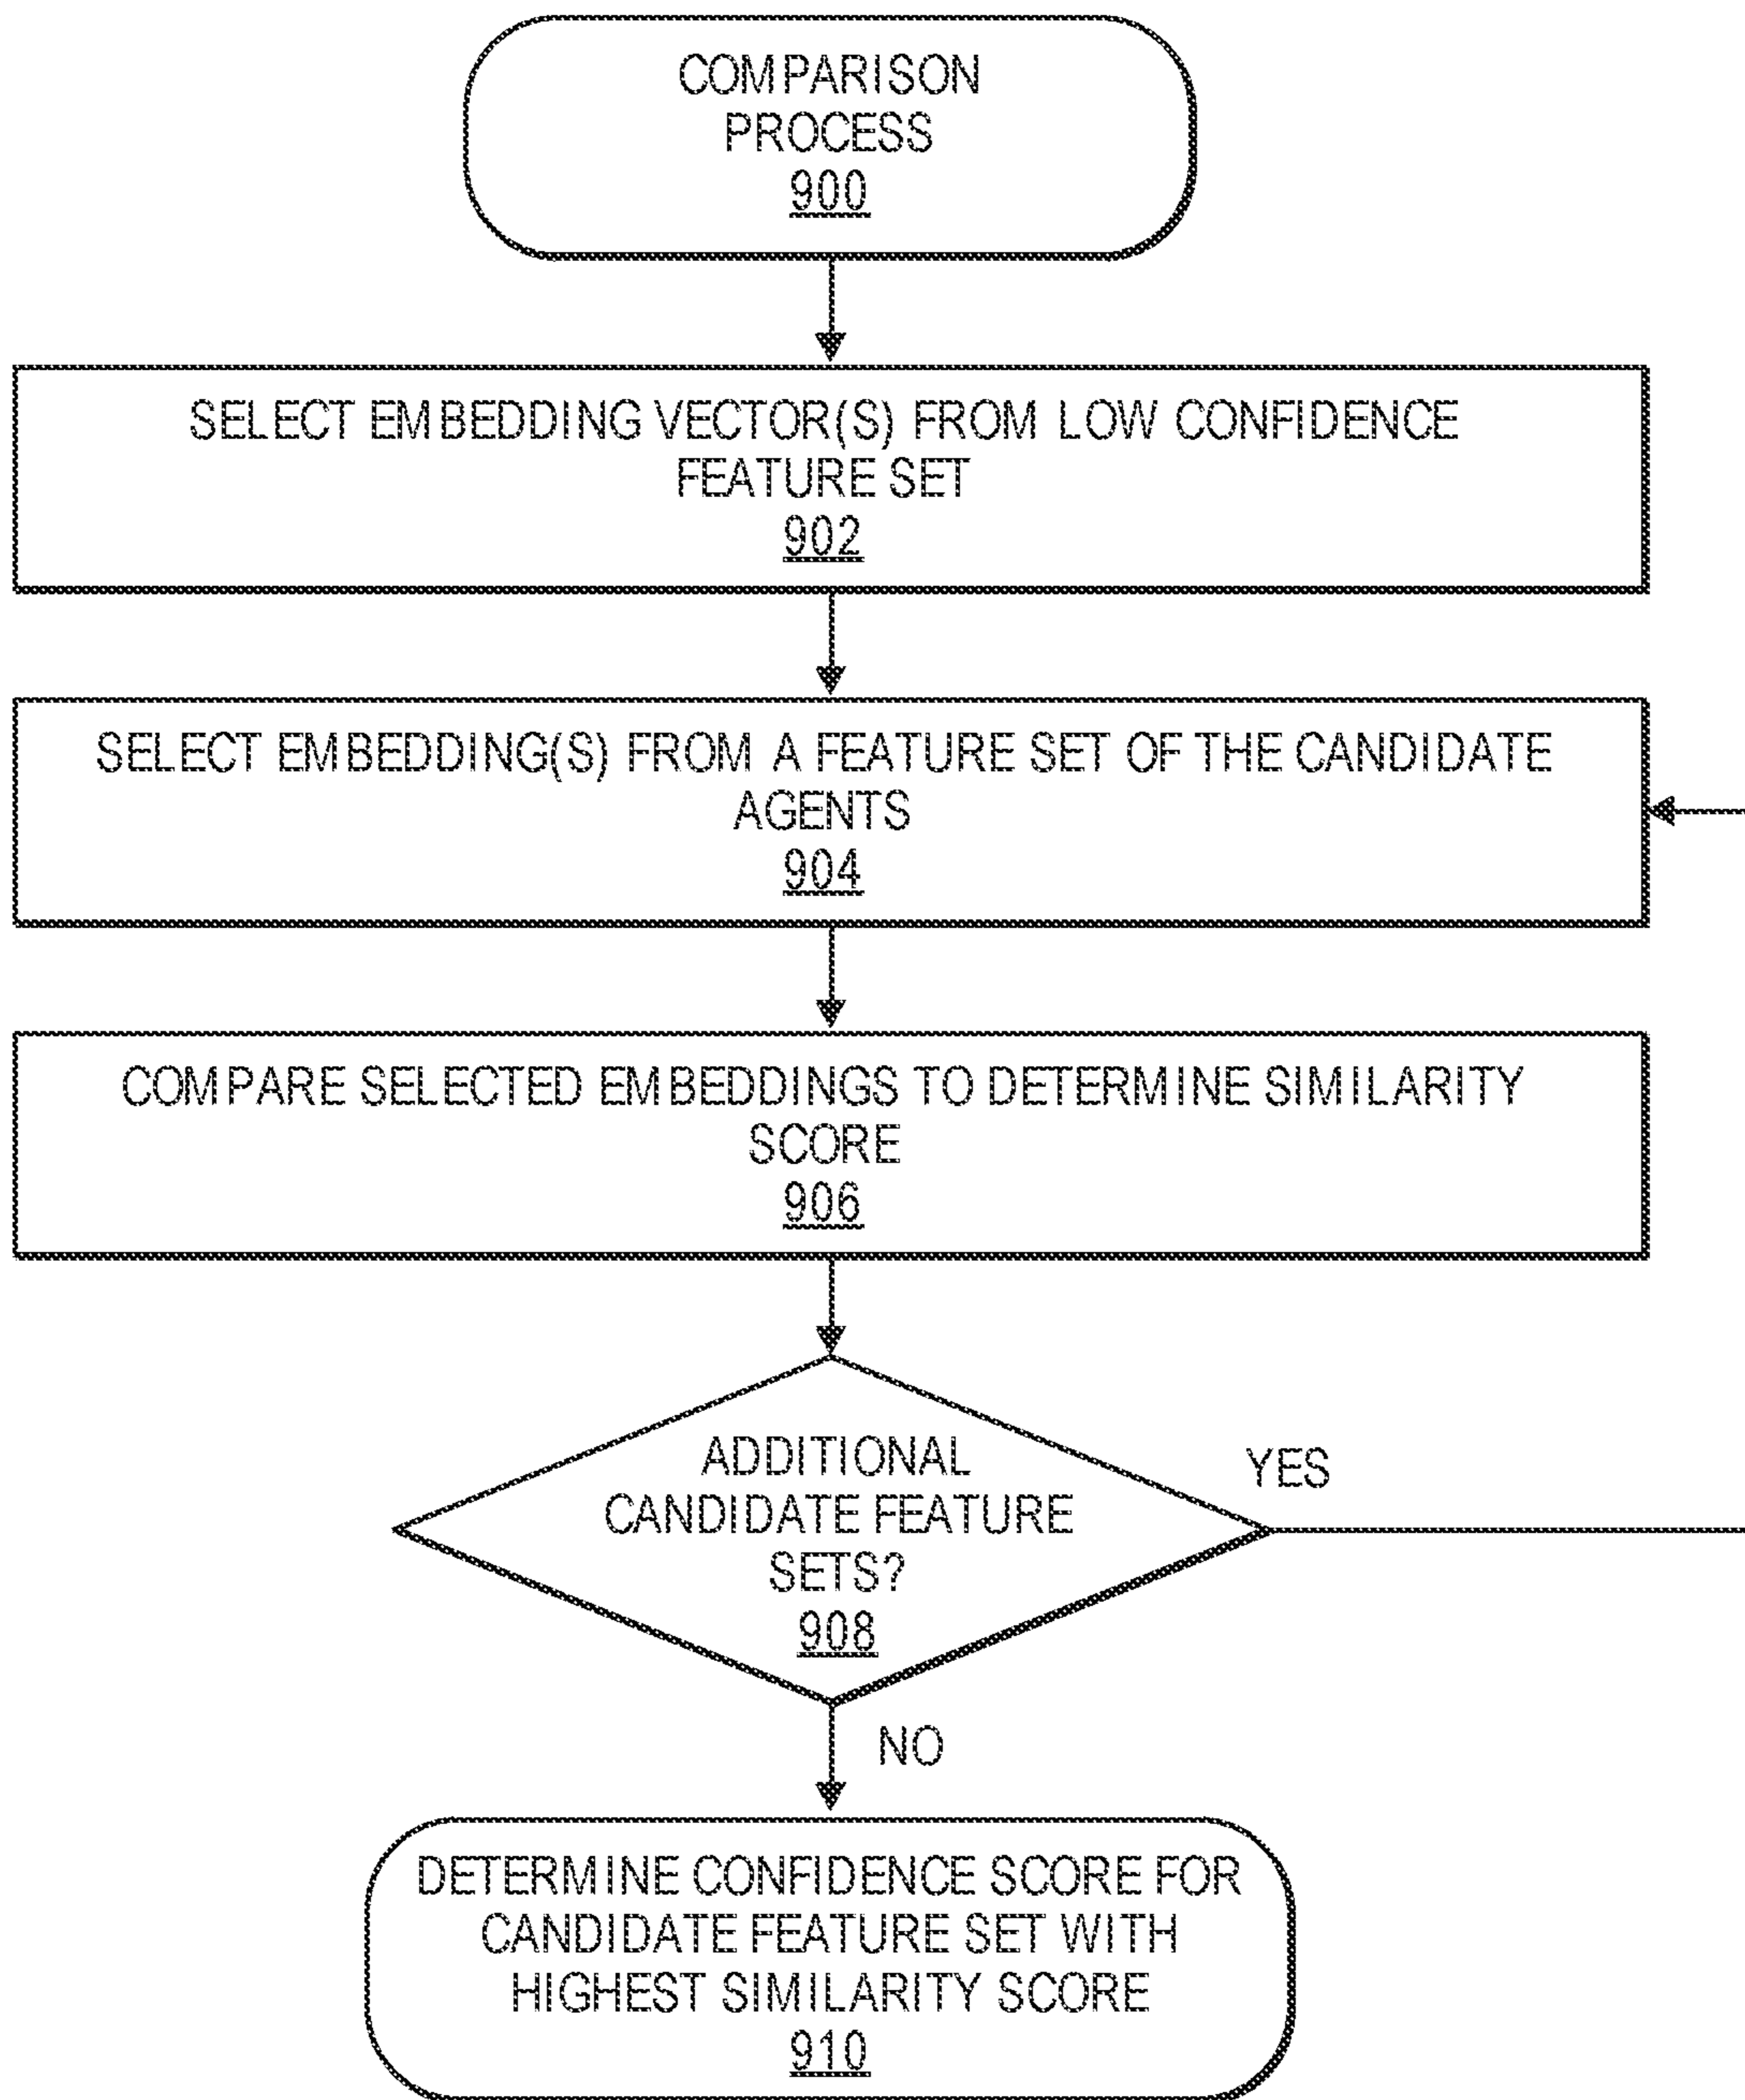 COMPARISON
PROCESS
900
SELECT EMBEDDING VECTOR(S) FROM LOW CONFIDENCE
FEATURE SET
902
SELECT EMBEDDING(S) FROM A FEATURE SET OF THE CANDIDATE
AGENTS
904
COMPARE SELECTED EMBEDDINGS TO DETERMINE SIMILARITY
SCORE
906
ADDITIONAL
CANDIDATE FEATURE
SETS?
908
YES
NO
DETERMINE CONFIDENCE SCORE FOR
CANDIDATE FEATURE SET WITH
HIGHEST SIMILARITY SCORE
910